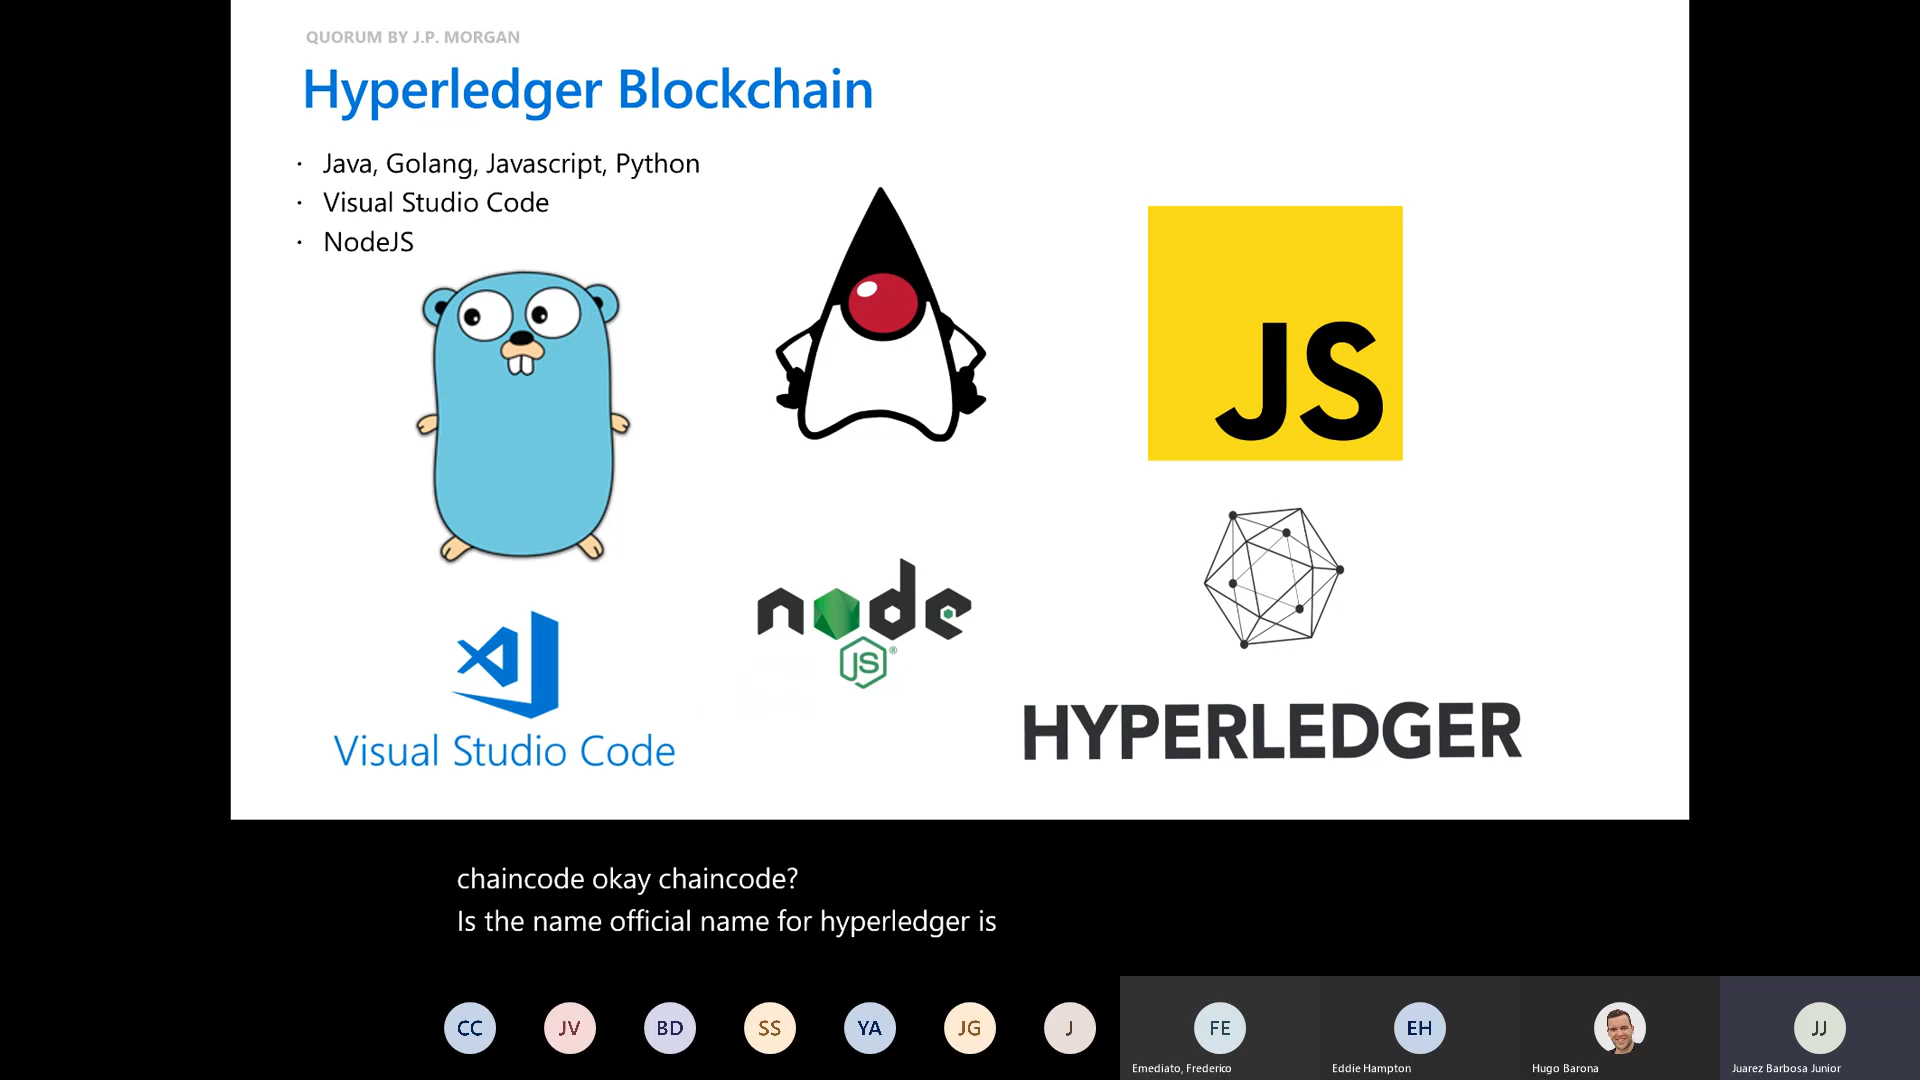 QUORUM BY J.P. MORGAN
Hyperledger Blockchain
· Java, Golang, Javascript, Python
· Visual Studio Code
· NodeJS
JS
node
JS®
Visual Studio Code
HYPERLEDGER
chaincode okay chaincode?
Is the name official name for hyperledger is
CC JV BD SS YA JG J FE EH JJ
Emediato, Frederico Eddie Hampton Hugo Barona Juarez Barbosa Junior